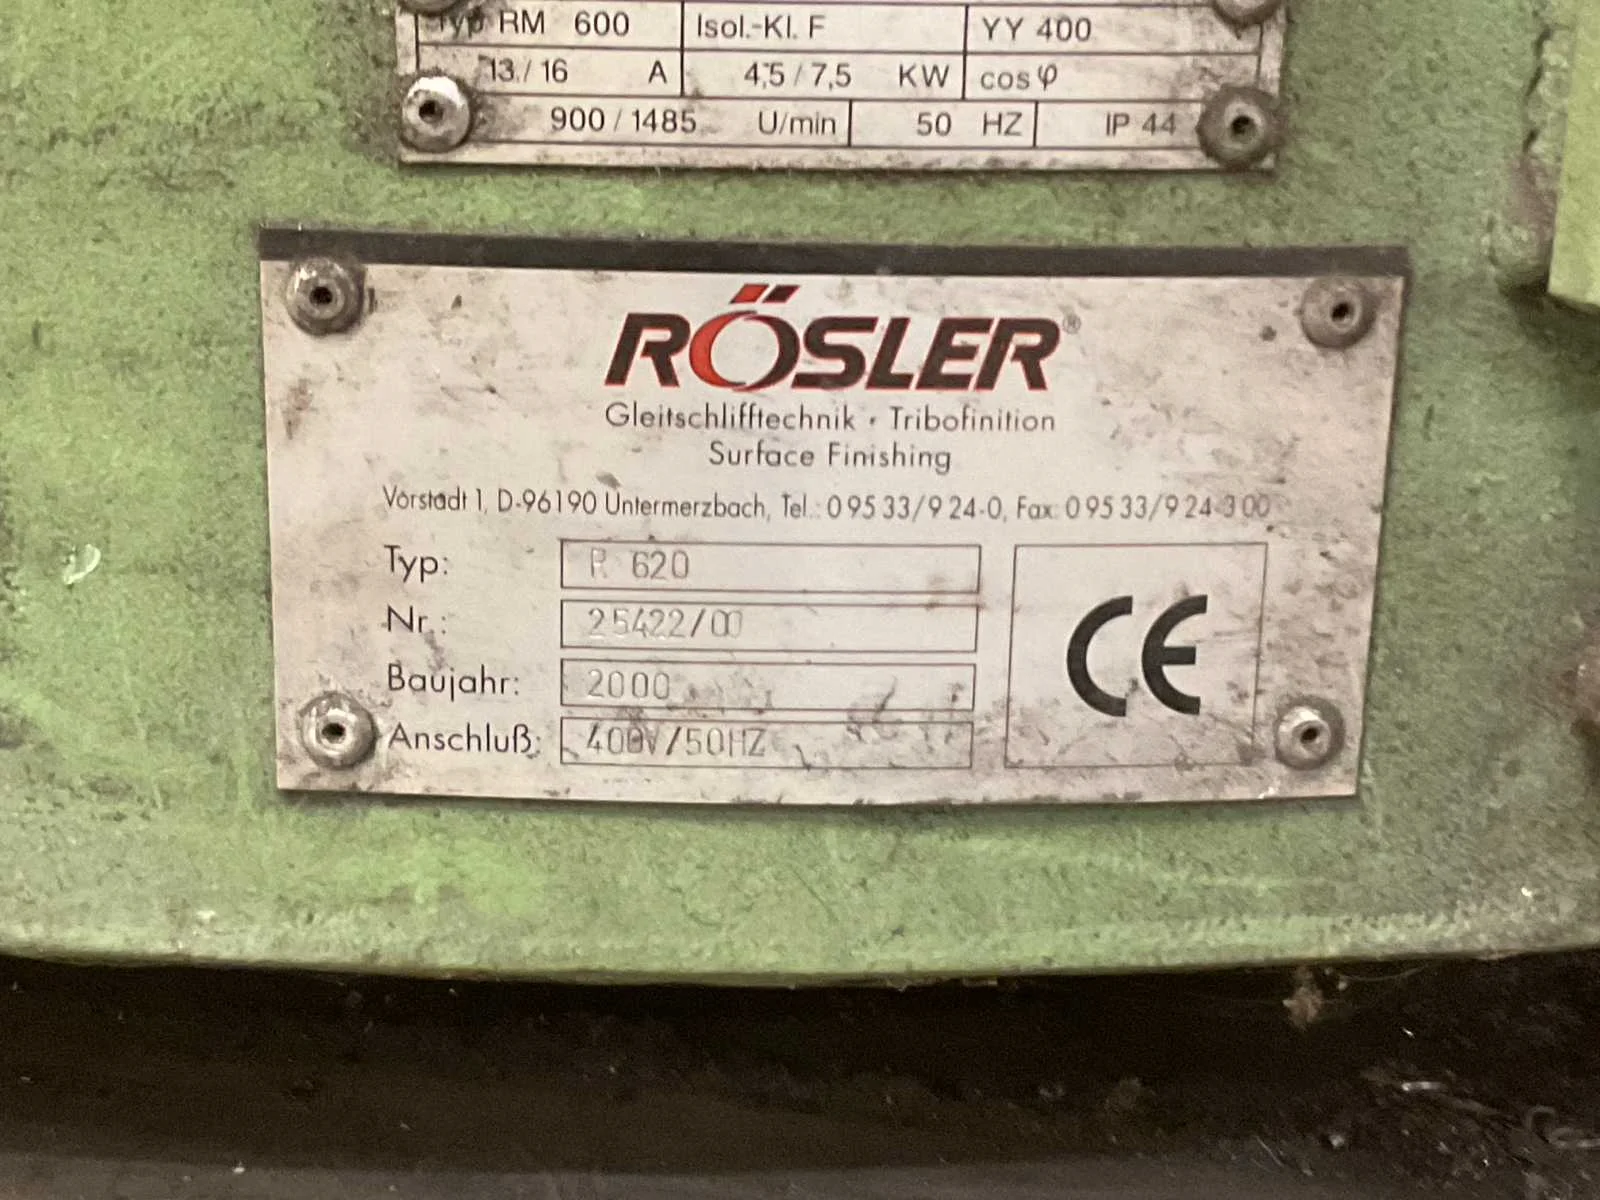 Typ RM 600 Isol.-Kl. F YY 400
13 / 16 A 4,5 / 7,5 KW cos φ
900 / 1485 U/min 50 HZ IP 44
RÖSLER®
Gleitschlifftechnik • Tribofinition
Surface Finishing
Vorstadt 1, D-96190 Untermerzbach, Tel.: 0 95 33/9 24-0, Fax: 0 95 33/9 24-3 00
Typ: R 620
Nr.: 25422/00
Baujahr: 2000
Anschluß: 400V/50HZ
CE